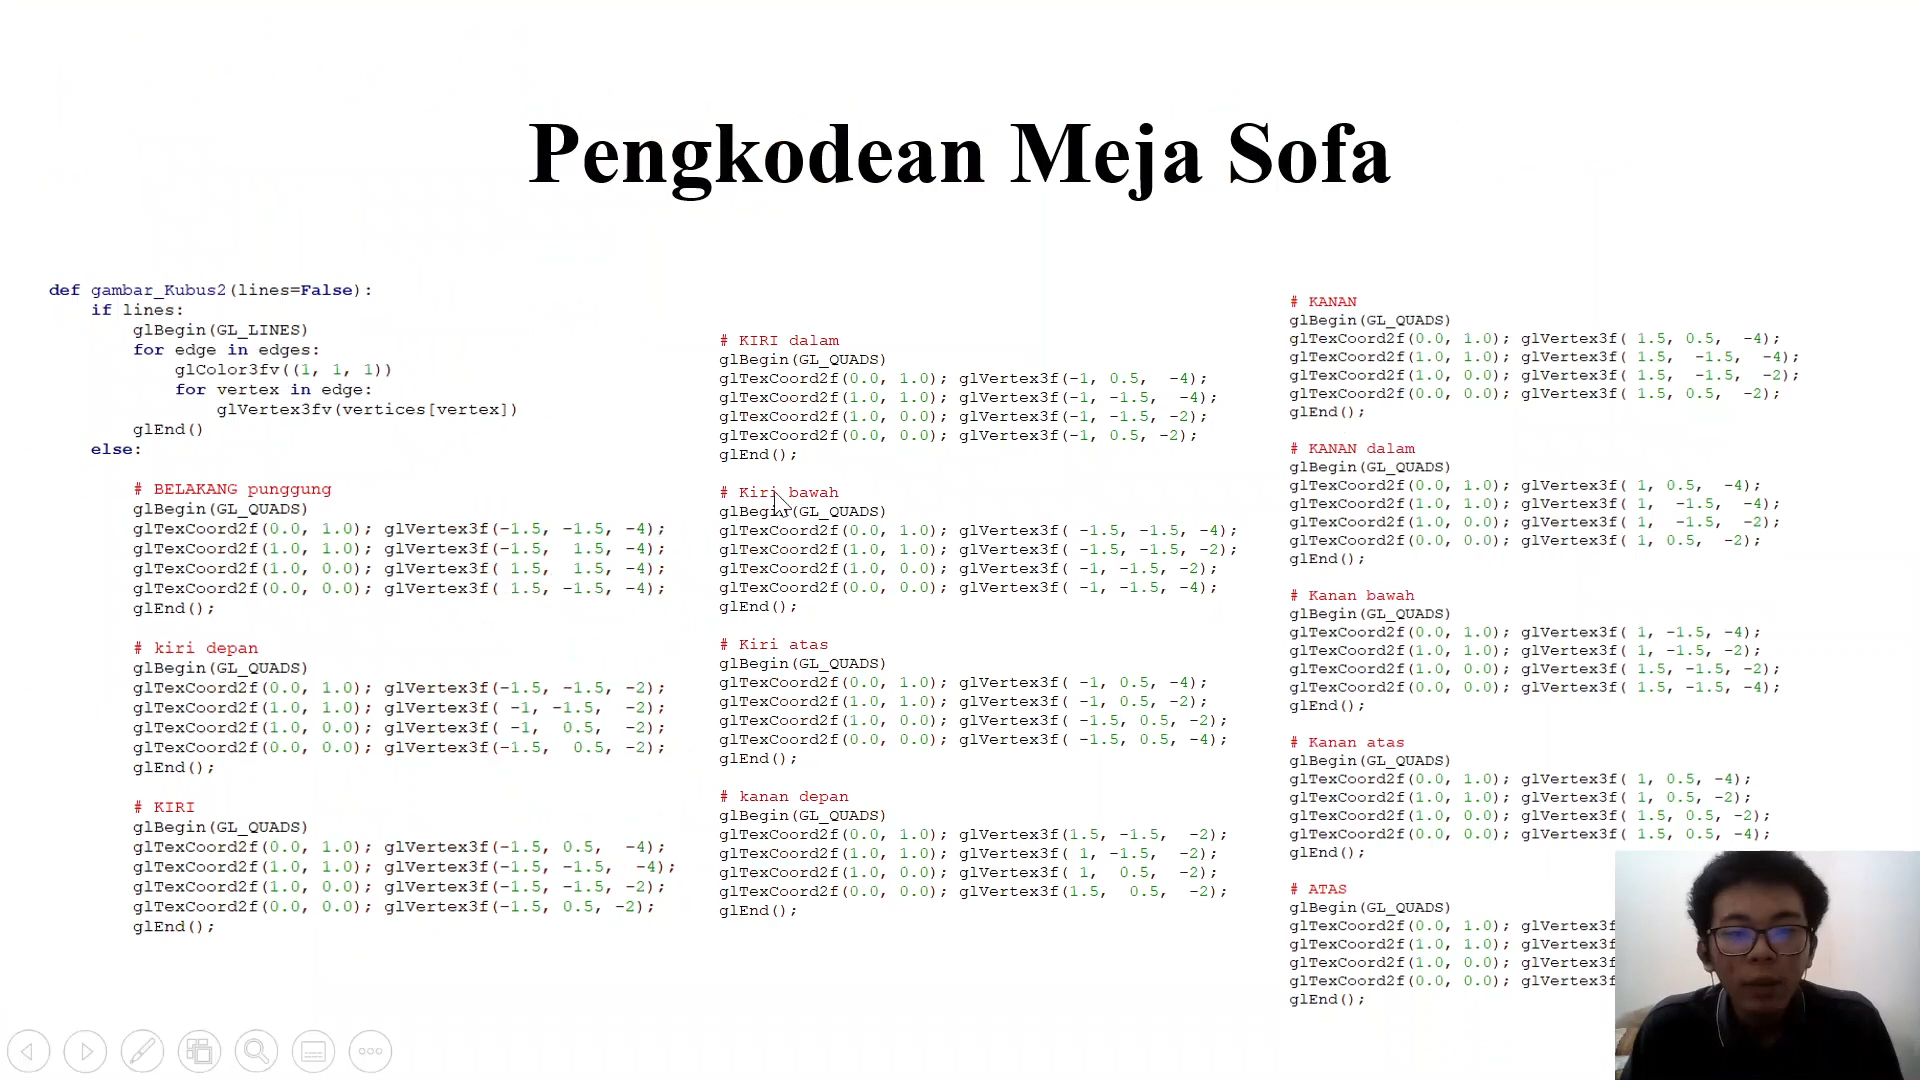 Pengkodean Meja Sofa
def gambar_Kubus2(lines=False):
if lines:
glBegin(GL_LINES)
for edge in edges:
glColor3fv((1, 1, 1))
for vertex in edge:
glVertex3fv(vertices[vertex])
glEnd()
else:
# BELAKANG punggung
glBegin(GL_QUADS)
glTexCoord2f(0.0, 1.0); glVertex3f(-1.5, -1.5, -4);
glTexCoord2f(1.0, 1.0); glVertex3f(-1.5,  1.5, -4);
glTexCoord2f(1.0, 0.0); glVertex3f( 1.5,  1.5, -4);
glTexCoord2f(0.0, 0.0); glVertex3f( 1.5, -1.5, -4);
glEnd();
# kiri depan
glBegin(GL_QUADS)
glTexCoord2f(0.0, 1.0); glVertex3f(-1.5, -1.5, -2);
glTexCoord2f(1.0, 1.0); glVertex3f( -1, -1.5,  -2);
glTexCoord2f(1.0, 0.0); glVertex3f( -1,  0.5,  -2);
glTexCoord2f(0.0, 0.0); glVertex3f(-1.5,  0.5, -2);
glEnd();
# KIRI
glBegin(GL_QUADS)
glTexCoord2f(0.0, 1.0); glVertex3f(-1.5, 0.5,  -4);
glTexCoord2f(1.0, 1.0); glVertex3f(-1.5, -1.5,  -4);
glTexCoord2f(1.0, 0.0); glVertex3f(-1.5, -1.5, -2);
glTexCoord2f(0.0, 0.0); glVertex3f(-1.5, 0.5, -2);
glEnd();
# KIRI dalam
glBegin(GL_QUADS)
glTexCoord2f(0.0, 1.0); glVertex3f(-1, 0.5,  -4);
glTexCoord2f(1.0, 1.0); glVertex3f(-1, -1.5,  -4);
glTexCoord2f(1.0, 0.0); glVertex3f(-1, -1.5, -2);
glTexCoord2f(0.0, 0.0); glVertex3f(-1, 0.5, -2);
glEnd();
# Kiri bawah
glBegin(GL_QUADS)
glTexCoord2f(0.0, 1.0); glVertex3f( -1.5, -1.5, -4);
glTexCoord2f(1.0, 1.0); glVertex3f( -1.5, -1.5, -2);
glTexCoord2f(1.0, 0.0); glVertex3f( -1, -1.5, -2);
glTexCoord2f(0.0, 0.0); glVertex3f( -1, -1.5, -4);
glEnd();
# Kiri atas
glBegin(GL_QUADS)
glTexCoord2f(0.0, 1.0); glVertex3f( -1, 0.5, -4);
glTexCoord2f(1.0, 1.0); glVertex3f( -1, 0.5, -2);
glTexCoord2f(1.0, 0.0); glVertex3f( -1.5, 0.5, -2);
glTexCoord2f(0.0, 0.0); glVertex3f( -1.5, 0.5, -4);
glEnd();
# kanan depan
glBegin(GL_QUADS)
glTexCoord2f(0.0, 1.0); glVertex3f(1.5, -1.5,  -2);
glTexCoord2f(1.0, 1.0); glVertex3f( 1, -1.5,  -2);
glTexCoord2f(1.0, 0.0); glVertex3f( 1,  0.5,  -2);
glTexCoord2f(0.0, 0.0); glVertex3f(1.5,  0.5,  -2);
glEnd();
# KANAN
glBegin(GL_QUADS)
glTexCoord2f(0.0, 1.0); glVertex3f( 1.5, 0.5,  -4);
glTexCoord2f(1.0, 1.0); glVertex3f( 1.5,  -1.5,  -4);
glTexCoord2f(1.0, 0.0); glVertex3f( 1.5,  -1.5,  -2);
glTexCoord2f(0.0, 0.0); glVertex3f( 1.5, 0.5,  -2);
glEnd();
# KANAN dalam
glBegin(GL_QUADS)
glTexCoord2f(0.0, 1.0); glVertex3f( 1, 0.5,  -4);
glTexCoord2f(1.0, 1.0); glVertex3f( 1,  -1.5,  -4);
glTexCoord2f(1.0, 0.0); glVertex3f( 1,  -1.5,  -2);
glTexCoord2f(0.0, 0.0); glVertex3f( 1, 0.5,  -2);
glEnd();
# Kanan bawah
glBegin(GL_QUADS)
glTexCoord2f(0.0, 1.0); glVertex3f( 1, -1.5, -4);
glTexCoord2f(1.0, 1.0); glVertex3f( 1, -1.5, -2);
glTexCoord2f(1.0, 0.0); glVertex3f( 1.5, -1.5, -2);
glTexCoord2f(0.0, 0.0); glVertex3f( 1.5, -1.5, -4);
glEnd();
# Kanan atas
glBegin(GL_QUADS)
glTexCoord2f(0.0, 1.0); glVertex3f( 1, 0.5, -4);
glTexCoord2f(1.0, 1.0); glVertex3f( 1, 0.5, -2);
glTexCoord2f(1.0, 0.0); glVertex3f( 1.5, 0.5, -2);
glTexCoord2f(0.0, 0.0); glVertex3f( 1.5, 0.5, -4);
glEnd();
# ATAS
glBegin(GL_QUADS)
glTexCoord2f(0.0, 1.0); glVertex3f
glTexCoord2f(1.0, 1.0); glVertex3f
glTexCoord2f(1.0, 0.0); glVertex3f
glTexCoord2f(0.0, 0.0); glVertex3f
glEnd();